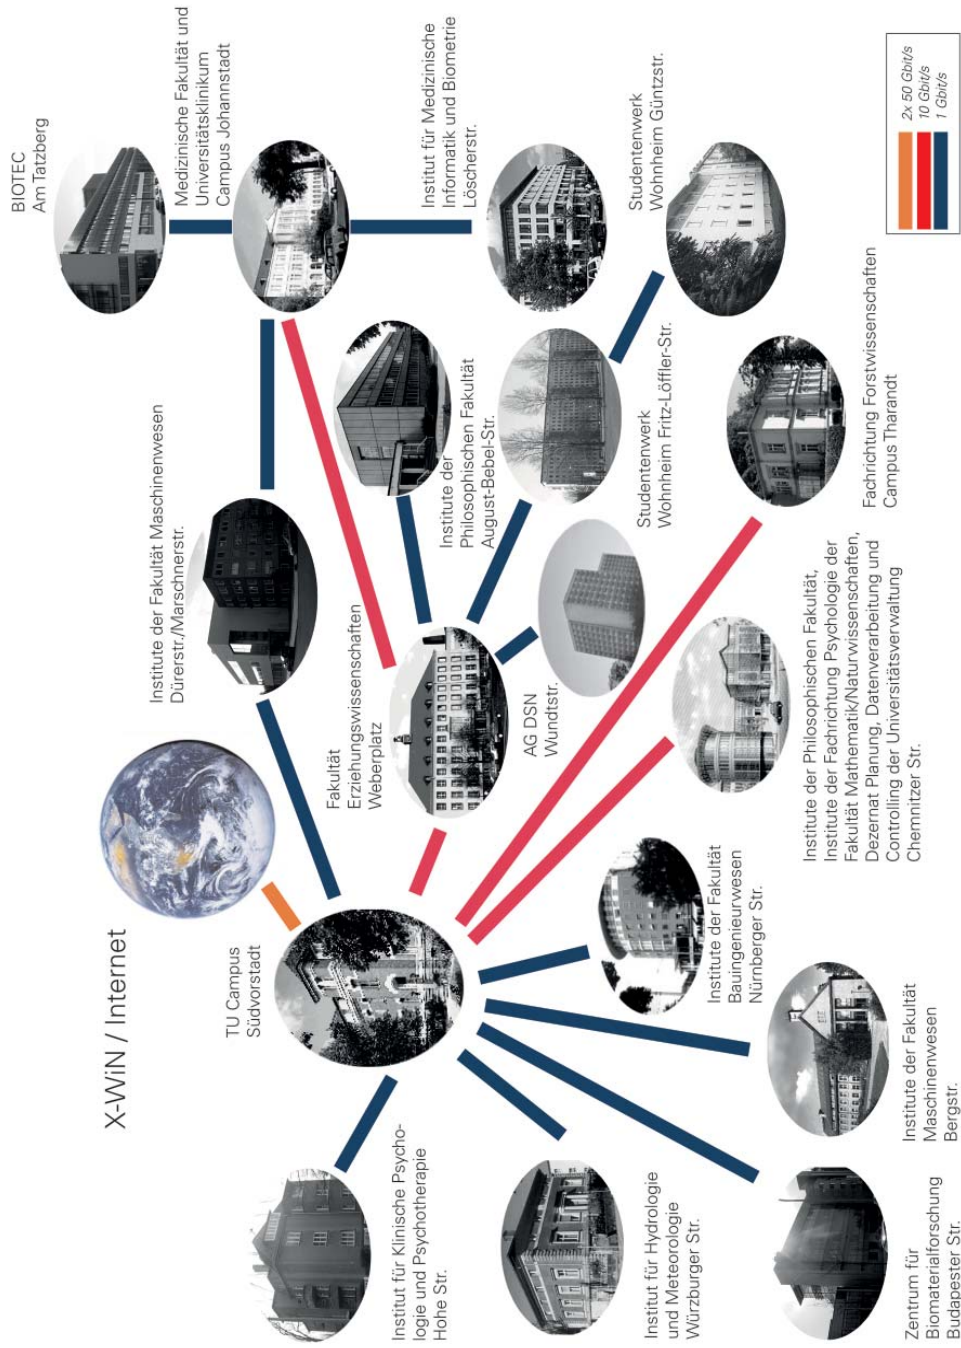 X-WiN / Internet
BIOTEC
Am Tatzberg
Medizinische Fakultät und
Universitätsklinikum
Campus Johannstadt
Institute der Fakultät Maschinenwesen
Dürerstr./Marschnerstr.
TU Campus
Südvorstadt
Fakultät
Erziehungswissenschaften
Weberplatz
Institute der
Philosophischen Fakultät
August-Bebel-Str.
Institut für Medizinische
Informatik und Biometrie
Löscherstr.
Institut für Klinische Psycho-
logie und Psychotherapie
Hohe Str.
AG DSN
Wundtstr.
Studentenwerk
Wohnheim Fritz-Löffler-Str.
Studentenwerk
Wohnheim Güntzstr.
Institut für Hydrologie
und Meteorologie
Würzburger Str.
Institute der Fakultät
Bauingenieurwesen
Nürnberger Str.
Institute der Philosophischen Fakultät,
Institute der Fachrichtung Psychologie der
Fakultät Mathematik/Naturwissenschaften,
Dezernat Planung, Datenverarbeitung und
Controlling der Universitätsverwaltung
Chemnitzer Str.
Fachrichtung Forstwissenschaften
Campus Tharandt
Zentrum für
Biomaterialforschung
Budapester Str.
Institute der Fakultät
Maschinenwesen
Bergstr.
2x 50 Gbit/s
10 Gbit/s
1 Gbit/s